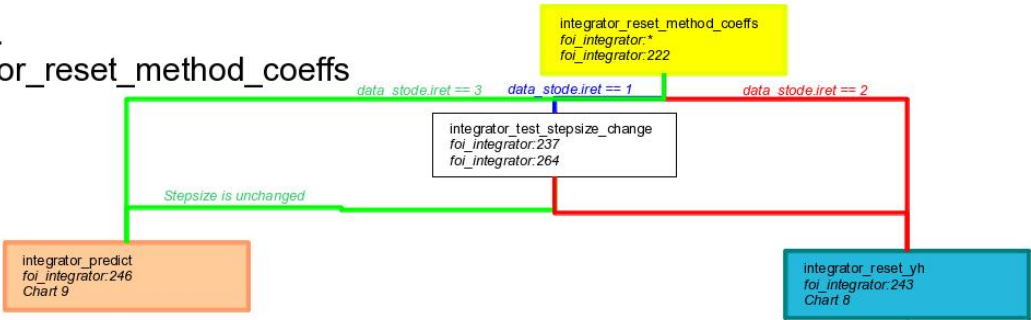 integrator_reset_method_coeffs
foi_integrator:*
foi_integrator:222
or_reset_method_coeffs
data_stode.iret == 3
data_stode.iret == 1
data_stode.iret == 2
integrator_test_stepsize_change
foi_integrator:237
foi_integrator:264
Stepsize is unchanged
integrator_predict
foi_integrator:246
Chart 9
integrator_reset_yh
foi_integrator:243
Chart 8